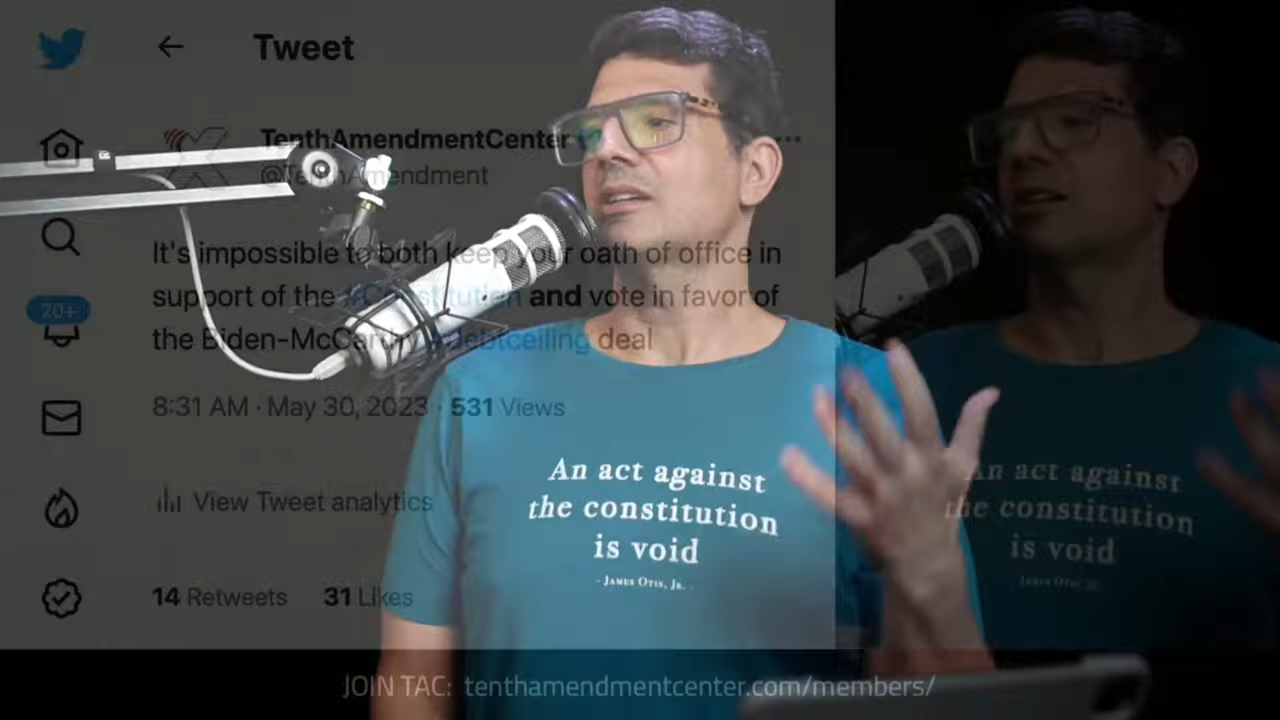 Tweet
TenthAmendmentCenter
@TenthAmendment
It's impossible to both keep your oath of office in
support of the #Constitution and vote in favor of
the Biden-McCarthy #debtceiling deal
20+
8:31 AM · May 30, 2023 · 531 Views
View Tweet analytics
14 Retweets 31 Likes
An act against
the constitution
is void
- James Otis, Jr. -
An act against
the constitution
is void
James Otis, Jr.
JOIN TAC: tenthamendmentcenter.com/members/